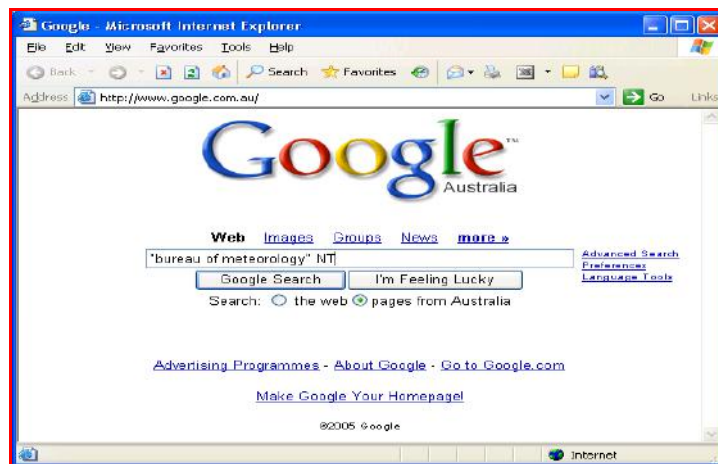 Google - Microsoft Internet Explorer
File Edit View Favorites Tools Help
Back Search Favorites
Address http://www.google.com.au/ Go Links
Google™
Australia
Web Images Groups News more »
"bureau of meteorology" NT
Advanced Search
Preferences
Language Tools
Google Search I'm Feeling Lucky
Search: the web pages from Australia
Advertising Programmes - About Google - Go to Google.com
Make Google Your Homepage!
©2005 Google
Internet